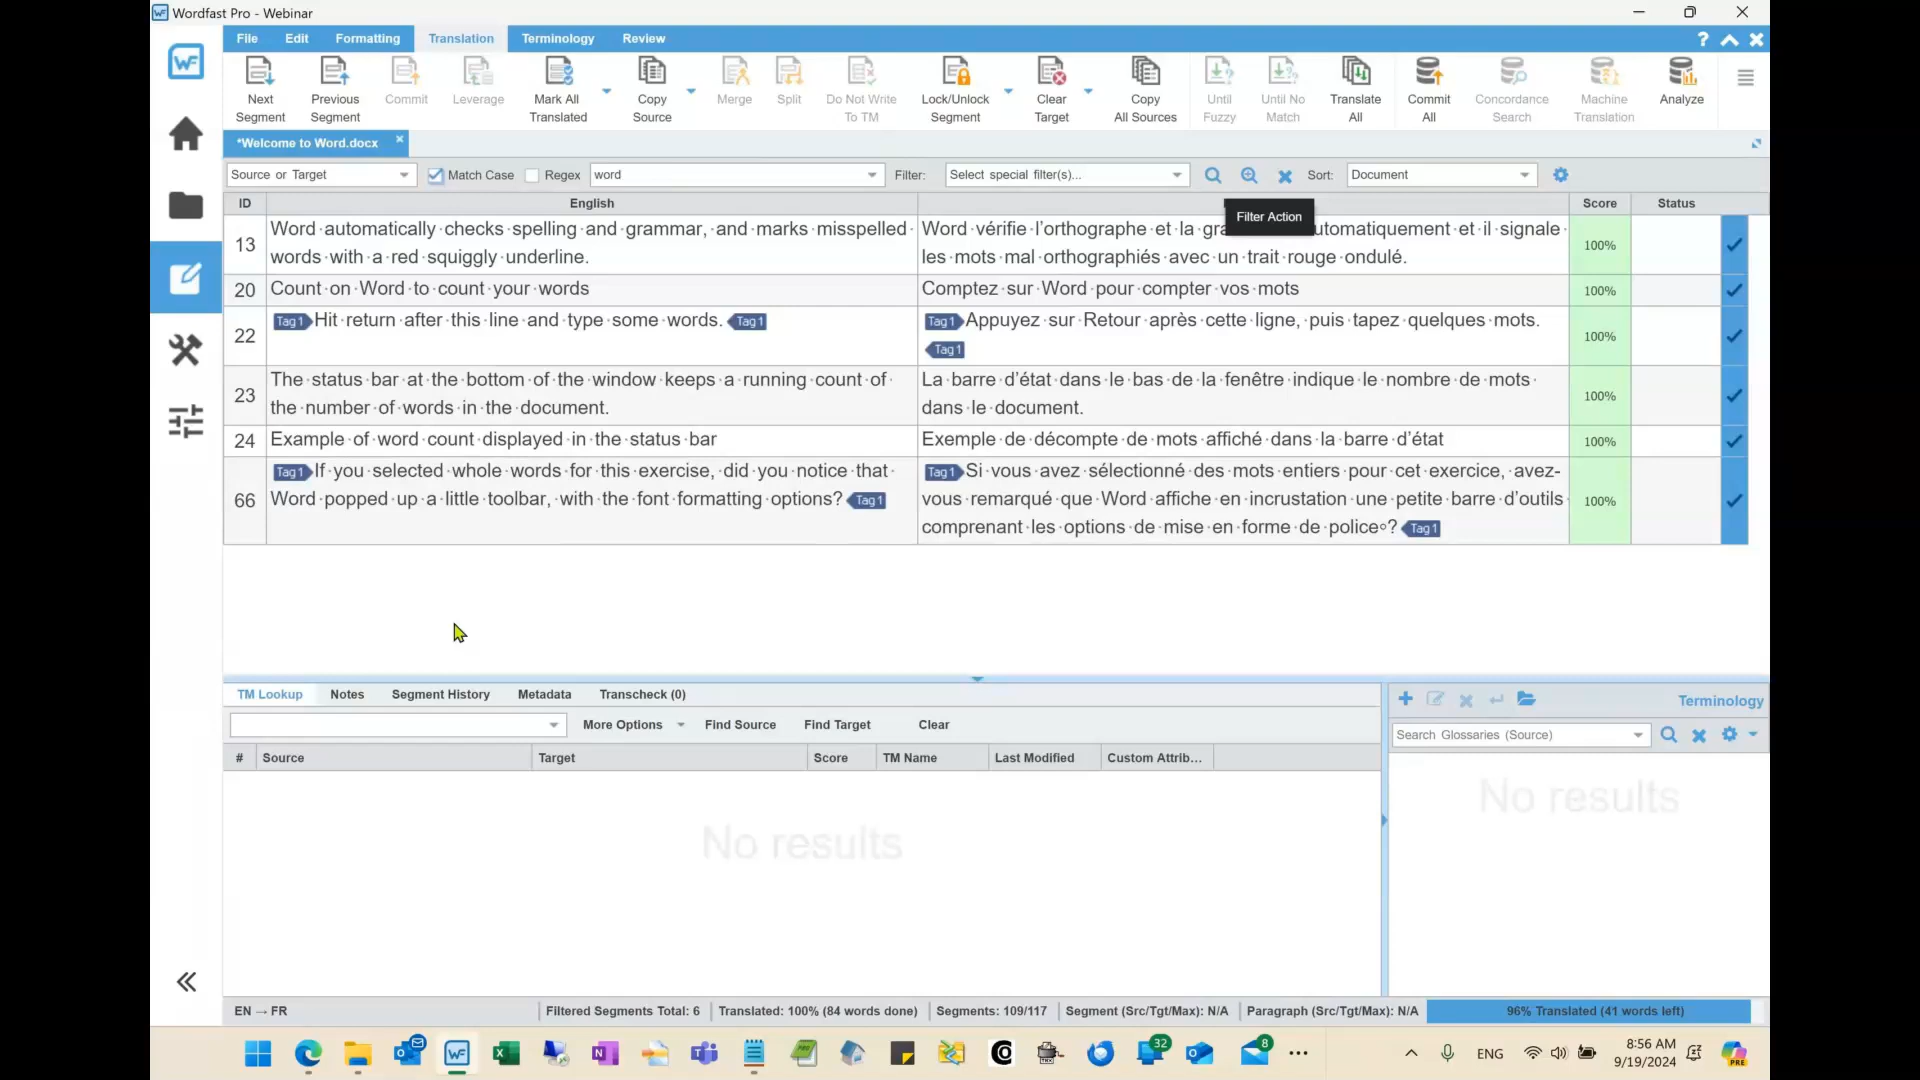 Wordfast Pro - Webinar
File Edit Formatting Translation Terminology Review
Next Segment
Previous Segment
Commit
Leverage
Mark All Translated
Copy Source
Merge
Split
Do Not Write To TM
Lock/Unlock Segment
Clear Target
Copy All Sources
Until Fuzzy
Until No Match
Translate All
Commit All
Concordance Search
Machine Translation
Analyze
*Welcome to Word.docx
Source or Target Match Case Regex word Filter: Select special filter(s)... Sort: Document
ID English Score Status
Filter Action
13 Word·automatically·checks·spelling·and·grammar,·and·marks·misspelled·
words·with·a·red·squiggly·underline.
Word·vérifie·l’orthographe·et·la·gra utomatiquement·et·il·signale·
les·mots·mal·orthographiés·avec·un·trait·rouge·ondulé.
100%
20 Count·on·Word·to·count·your·words
Comptez·sur·Word·pour·compter·vos·mots
100%
22 Tag1 Hit·return·after·this·line·and·type·some·words. Tag1
Tag1 Appuyez·sur·Retour·après·cette·ligne,·puis·tapez·quelques·mots.
Tag1
100%
23 The·status·bar·at·the·bottom·of·the·window·keeps·a·running·count·of·
the·number·of·words·in·the·document.
La·barre·d’état·dans·le·bas·de·la·fenêtre·indique·le·nombre·de·mots·
dans·le·document.
100%
24 Example·of·word·count·displayed·in·the·status·bar
Exemple·de·décompte·de·mots·affiché·dans·la·barre·d’état
100%
66 Tag1 If·you·selected·whole·words·for·this·exercise,·did·you·notice·that·
Word·popped·up·a·little·toolbar,·with·the·font·formatting·options? Tag1
Tag1 Si·vous·avez·sélectionné·des·mots·entiers·pour·cet·exercice,·avez-
vous·remarqué·que·Word·affiche·en·incrustation·une·petite·barre·d’outils·
comprenant·les·options·de·mise·en·forme·de·police°? Tag1
100%
TM Lookup Notes Segment History Metadata Transcheck (0)
More Options Find Source Find Target Clear
# Source Target Score TM Name Last Modified Custom Attrib...
No results
Terminology
Search Glossaries (Source)
No results
EN → FR Filtered Segments Total: 6 Translated: 100% (84 words done) Segments: 109/117 Segment (Src/Tgt/Max): N/A Paragraph (Src/Tgt/Max): N/A 96% Translated (41 words left)
32 8 ENG 8:56 AM
9/19/2024
PRE